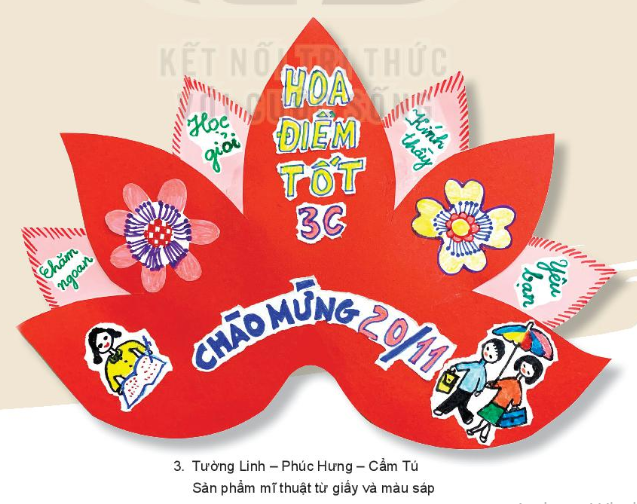 KẾT NỐI TRI THỨC
VỚI CUỘC SỐNG
HOA
ĐIỂM
TỐT
3C
Học
giỏi
Kính
thầy
Chăm
ngoan
Yêu
bạn
CHÀO MỪNG 20/11
3. Tường Linh – Phúc Hưng – Cẩm Tú
Sản phẩm mĩ thuật từ giấy và màu sáp